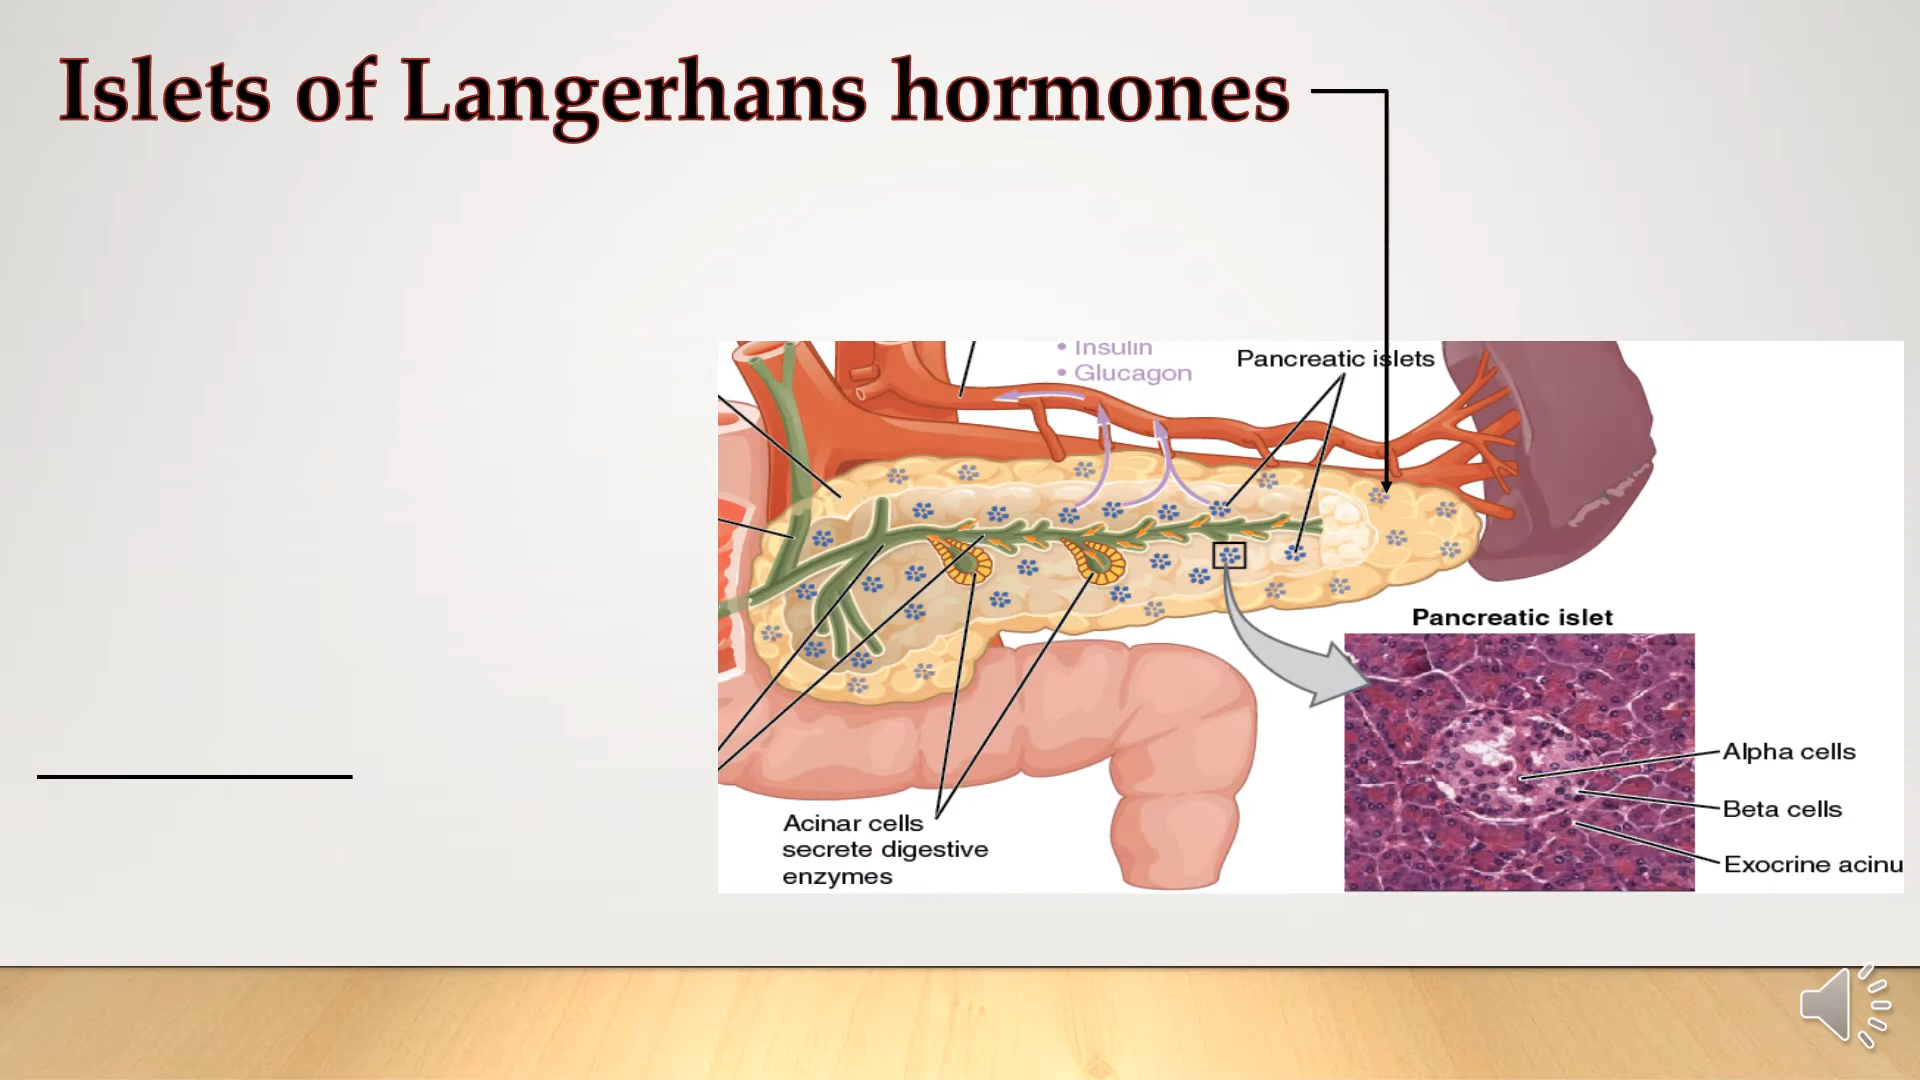 Islets of Langerhans hormones
• Insulin
• Glucagon
Pancreatic islets
Pancreatic islet
Alpha cells
Beta cells
Exocrine acinu
Acinar cells
secrete digestive
enzymes